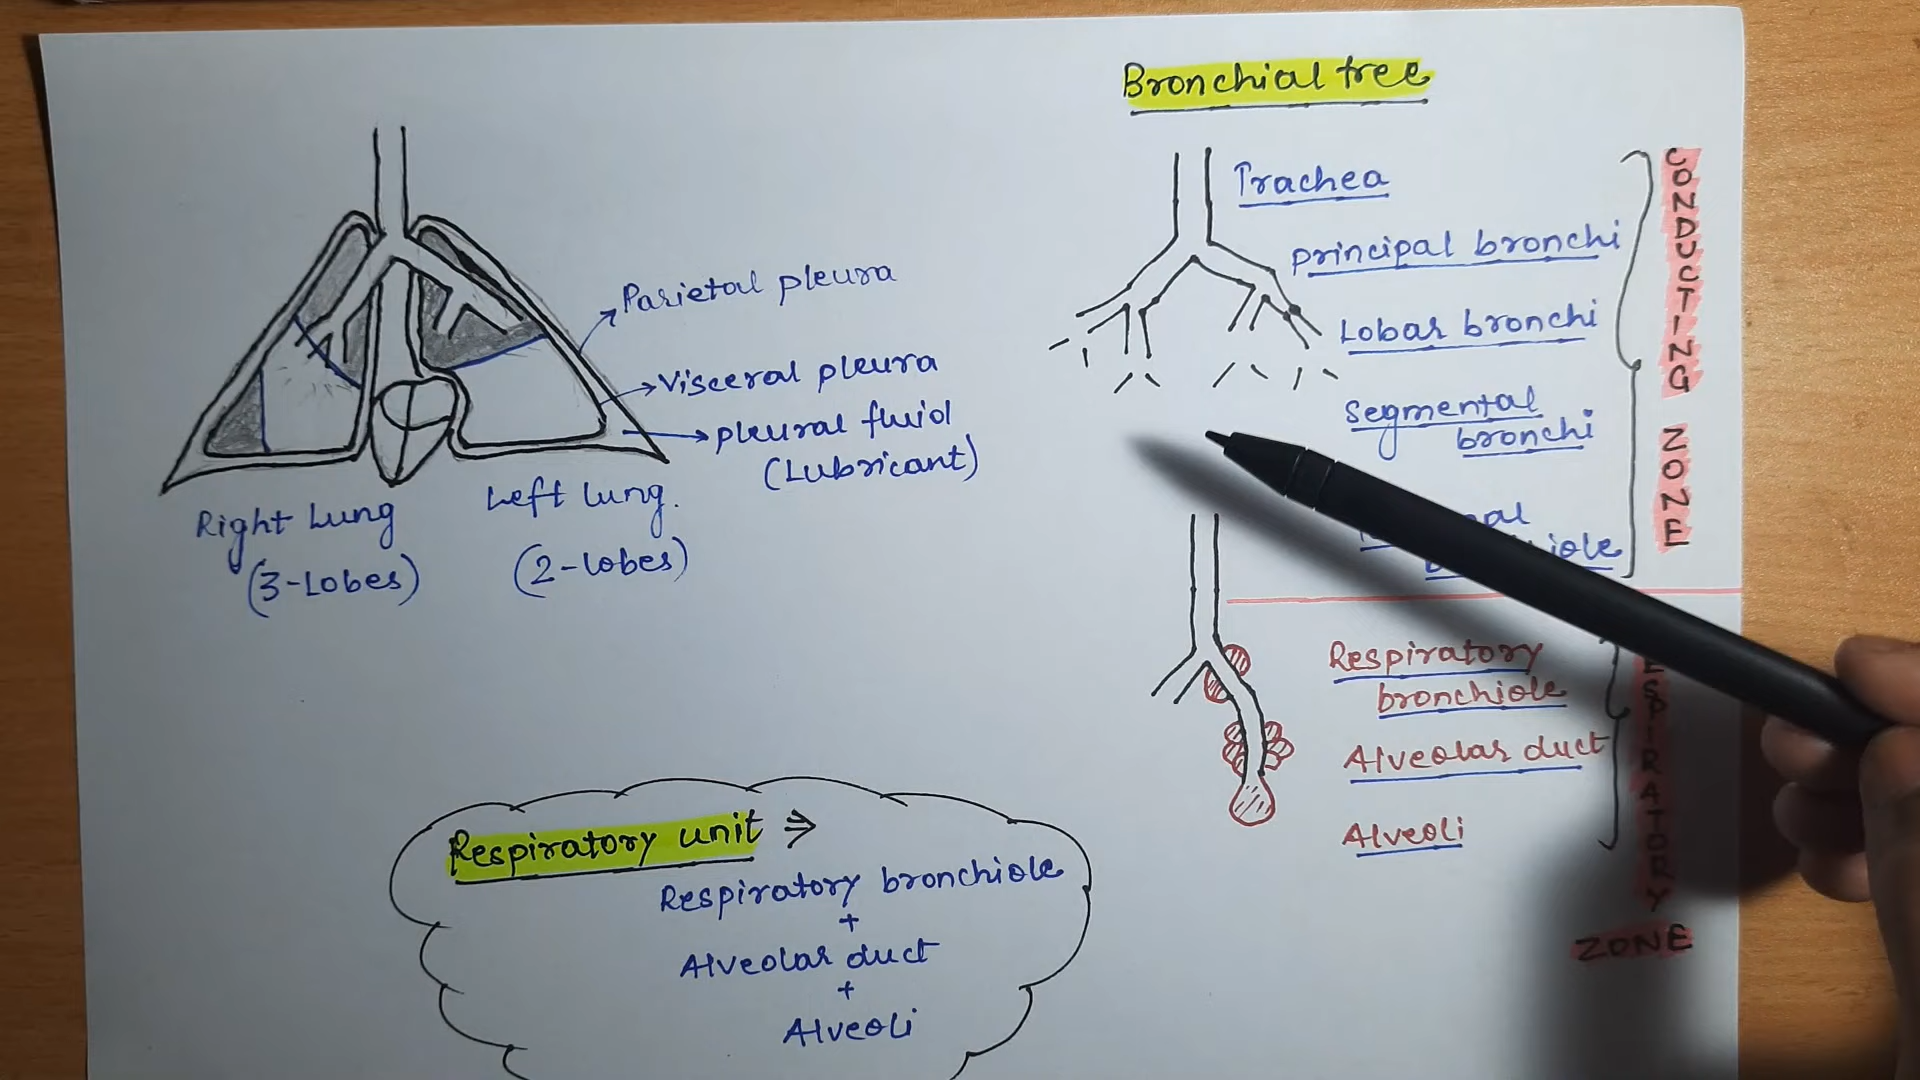 Bronchial tree
Trachea
principal bronchi
Lobar bronchi
Segmental
bronchi
CONDUCTING ZONE
Respiratory
bronchiole
Alveolar duct
Alveoli
ZONE
Parietal pleura
Visceral pleura
pleural fluid
(Lubricant)
Right Lung
(3-Lobes)
Left lung.
(2-Lobes)
Respiratory unit ⇒
Respiratory bronchiole
+
Alveolar duct
+
Alveoli